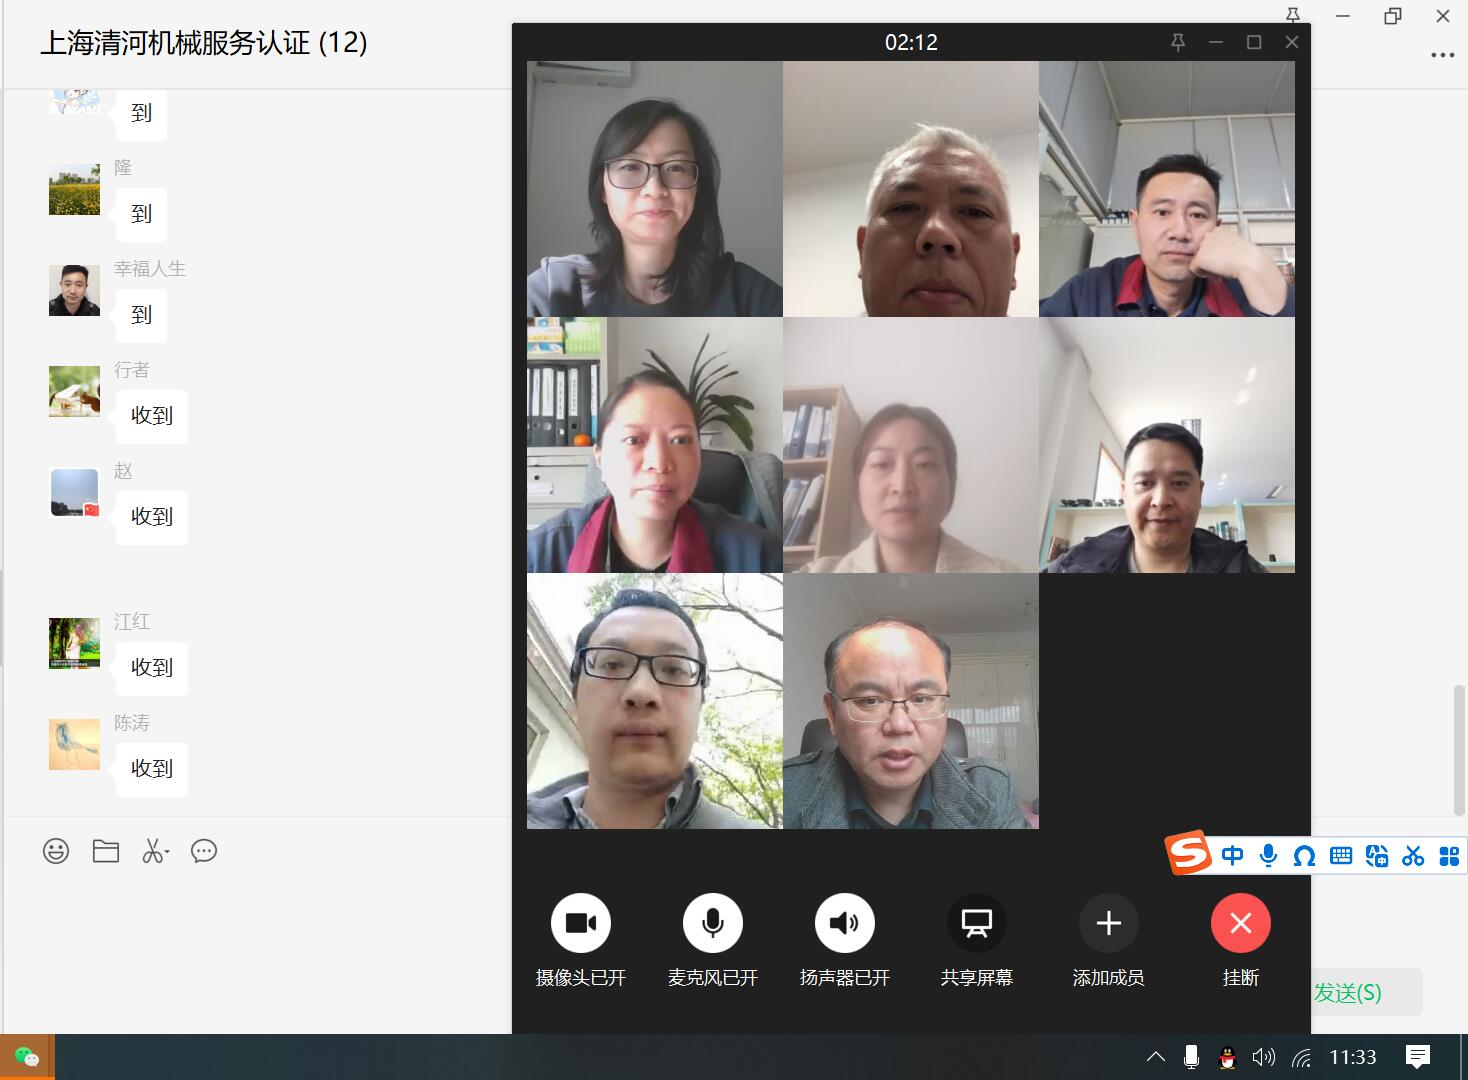 上海清河机械服务认证 (12)
到
隆
到
幸福人生
到
行者
收到
赵
收到
江红
收到
陈涛
收到
02:12
摄像头已开
麦克风已开
扬声器已开
共享屏幕
添加成员
挂断
中
发送(S)
11:33